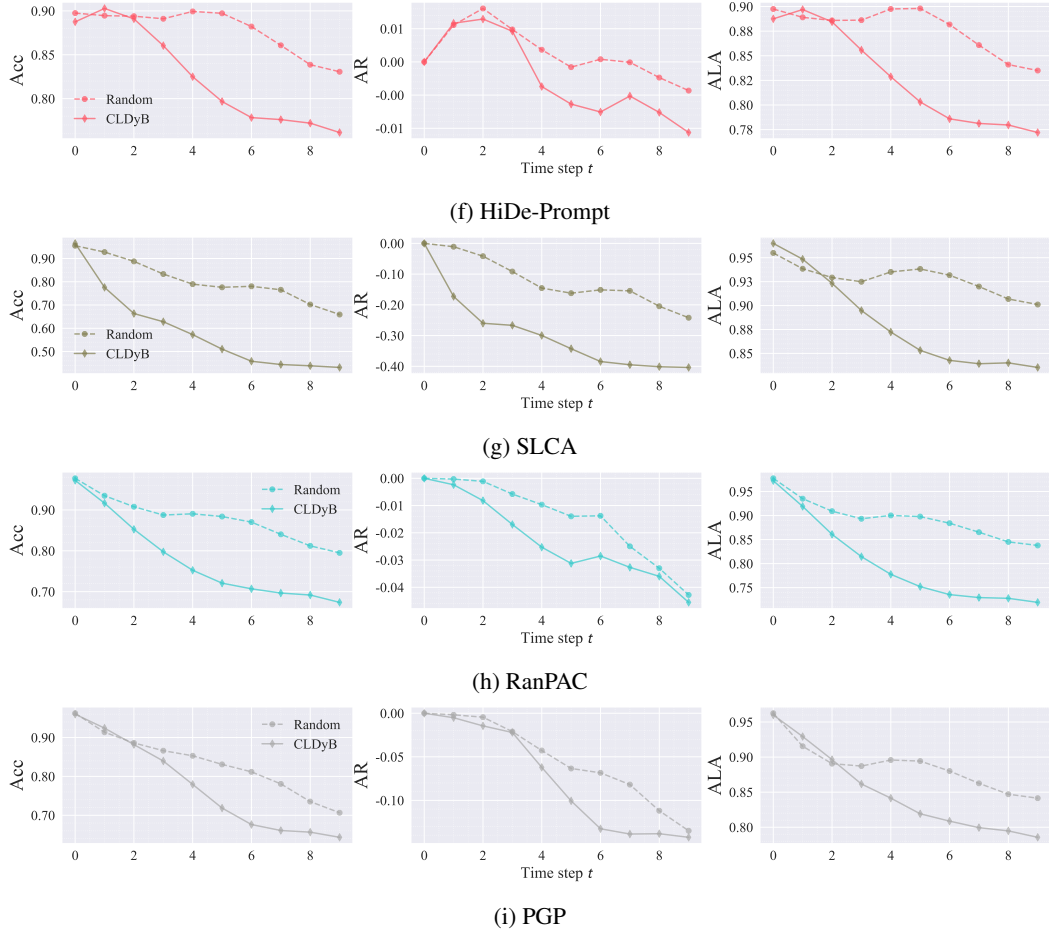 Acc
0.90
0.85
0.80
Random
CLDyB
0 2 4 6 8
AR
0.01
0.00
-0.00
-0.01
0 2 4 6 8
Time step t
ALA
0.90
0.88
0.85
0.82
0.80
0.78
0 2 4 6 8
(f) HiDe-Prompt
Acc
0.90
0.80
0.70
0.60
0.50
Random
CLDyB
0 2 4 6 8
AR
0.00
-0.10
-0.20
-0.30
-0.40
0 2 4 6 8
Time step t
ALA
0.95
0.93
0.90
0.88
0.85
0 2 4 6 8
(g) SLCA
Acc
0.90
0.80
0.70
Random
CLDyB
0 2 4 6 8
AR
0.00
-0.01
-0.02
-0.03
-0.04
0 2 4 6 8
Time step t
ALA
0.95
0.90
0.85
0.80
0.75
0 2 4 6 8
(h) RanPAC
Acc
0.90
0.80
0.70
Random
CLDyB
0 2 4 6 8
AR
0.00
-0.05
-0.10
0 2 4 6 8
Time step t
ALA
0.95
0.90
0.85
0.80
0 2 4 6 8
(i) PGP